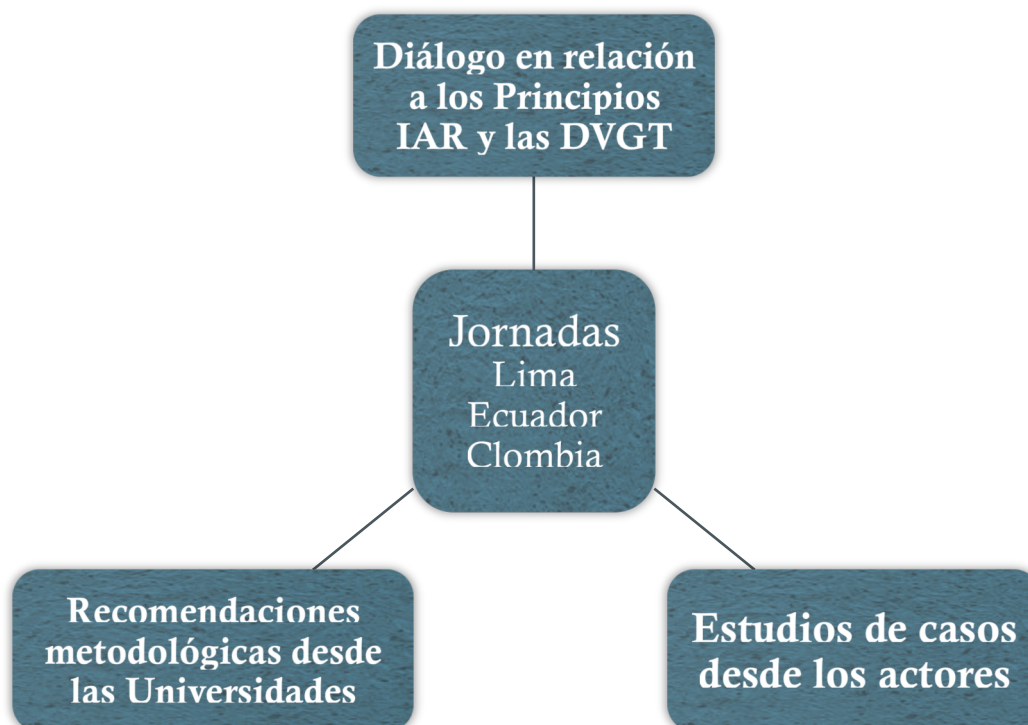 Diálogo en relación
a los Principios
IAR y las DVGT
Jornadas
Lima
Ecuador
Clombia
Recomendaciones
metodológicas desde
las Universidades
Estudios de casos
desde los actores